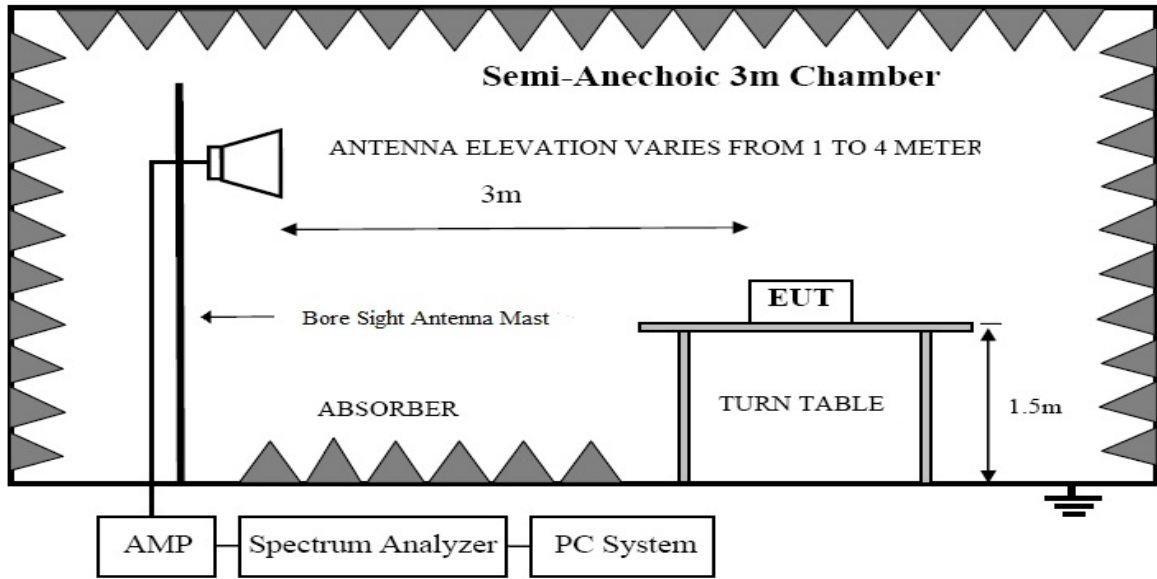 Semi-Anechoic 3m Chamber
ANTENNA ELEVATION VARIES FROM 1 TO 4 METER
3m
EUT
Bore Sight Antenna Mast
ABSORBER
TURN TABLE
1.5m
AMP
Spectrum Analyzer
PC System